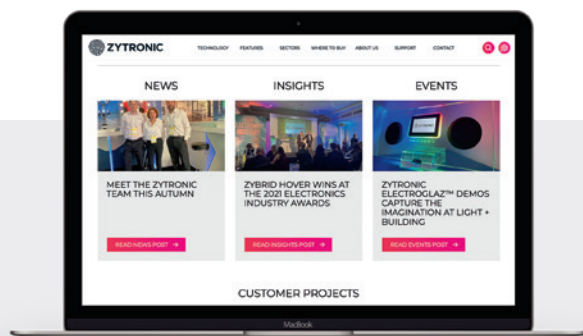 ZYTRONIC
TECHNOLOGY FEATURES SECTORS WHERE TO BUY ABOUT US SUPPORT CONTACT
NEWS
MEET THE ZYTRONIC
TEAM THIS AUTUMN
READ NEWS POST →
INSIGHTS
ZYBRID HOVER WINS AT
THE 2021 ELECTRONICS
INDUSTRY AWARDS
READ INSIGHTS POST →
EVENTS
ZYTRONIC
ZYTRONIC
ELECTROGLAZ™ DEMOS
CAPTURE THE
IMAGINATION AT LIGHT +
BUILDING
READ EVENTS POST →
CUSTOMER PROJECTS
MacBook